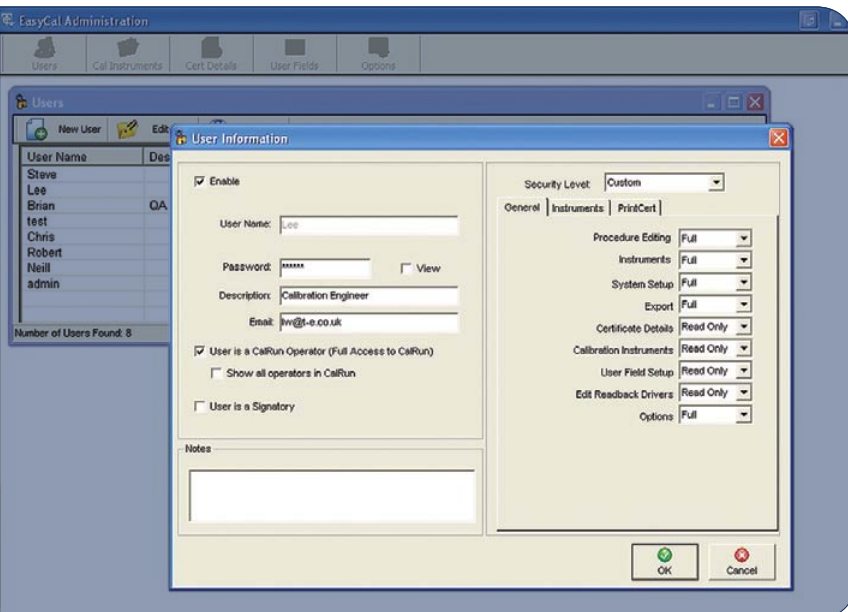 EasyCal Administration
Users Cal Instruments Cert Details User Fields Options
Users
New User Edit
User Name Des
Steve
Lee
Brian QA
test
Chris
Robert
Neill
admin
Number of Users Found: 8
User Information
Enable
User Name: Lee
Password: ******
View
Description: Calibration Engineer
Email: lw@t-e.co.uk
User is a CalRun Operator (Full Access to CalRun)
Show all operators in CalRun
User is a Signatory
Notes
Security Level: Custom
General Instruments PrintCert
Procedure Editing Full
Instruments Full
System Setup Full
Export Full
Certificate Details Read Only
Calibration Instruments Read Only
User Field Setup Read Only
Edit Readback Drivers Read Only
Options Full
OK Cancel